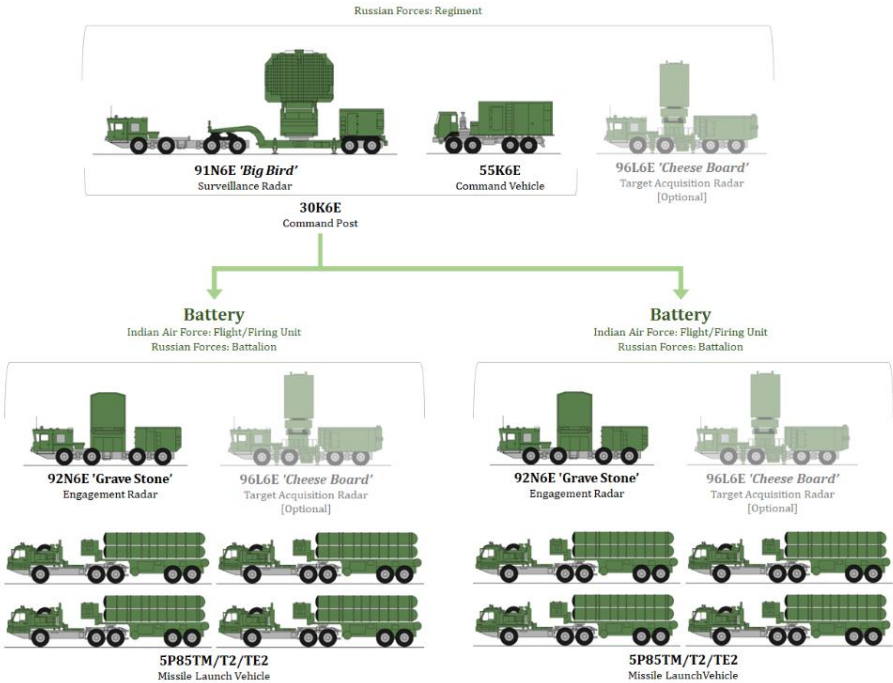 Russian Forces: Regiment
91N6E 'Big Bird'
Surveillance Radar
55K6E
Command Vehicle
96L6E 'Cheese Board'
Target Acquisition Radar
[Optional]
30K6E
Command Post
Battery
Indian Air Force: Flight/Firing Unit
Russian Forces: Battalion
Battery
Indian Air Force: Flight/Firing Unit
Russian Forces: Battalion
92N6E 'Grave Stone'
Engagement Radar
96L6E 'Cheese Board'
Target Acquisition Radar
[Optional]
92N6E 'Grave Stone'
Engagement Radar
96L6E 'Cheese Board'
Target Acquisition Radar
[Optional]
5P85TM/T2/TE2
Missile Launch Vehicle
5P85TM/T2/TE2
Missile LaunchVehicle